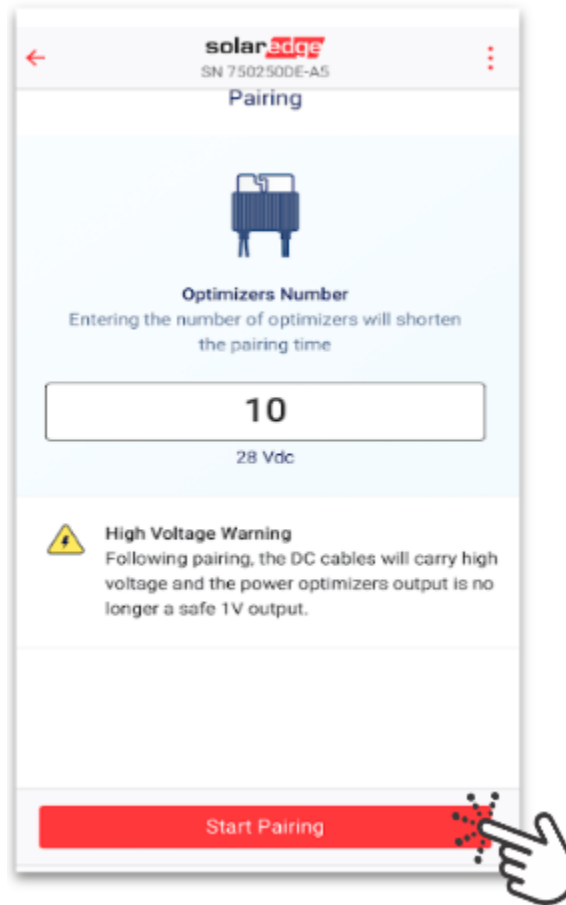 solaredge
SN 750250DE-A5
Pairing
Optimizers Number
Entering the number of optimizers will shorten
the pairing time
10
28 Vdc
High Voltage Warning
Following pairing, the DC cables will carry high
voltage and the power optimizers output is no
longer a safe 1V output.
Start Pairing